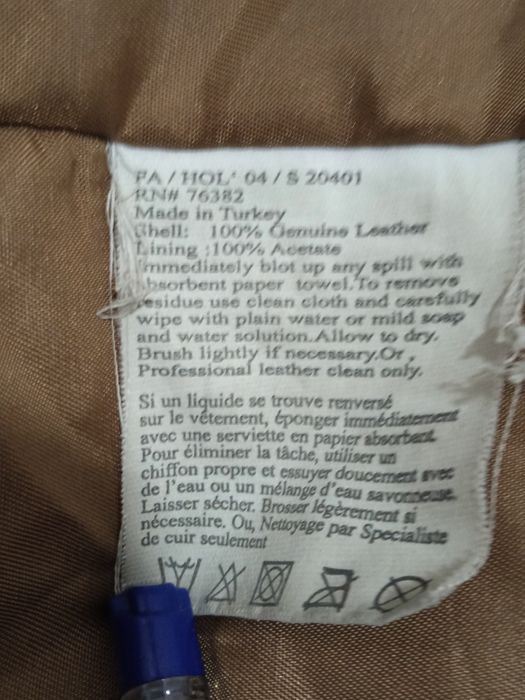 FA / HOL' 04 / S 20401
RN# 76382
Made in Turkey
Shell: 100% Genuine Leather
Lining :100% Acetate
Immediately blot up any spill with
absorbent paper towel.To remove
residue use clean cloth and carefully
wipe with plain water or mild soap
and water solution.Allow to dry.
Brush lightly if necessary.Or ,
Professional leather clean only.
Si un liquide se trouve renversé
sur le vêtement, éponger immédiatement
avec une serviette en papier absorbent.
Pour éliminer la tâche, utiliser un
chiffon propre et essuyer doucement avec
de l'eau ou un mélange d'eau savonneuse.
Laisser sécher. Brosser légèrement si
nécessaire. Ou, Nettoyage par Specialiste
de cuir seulement